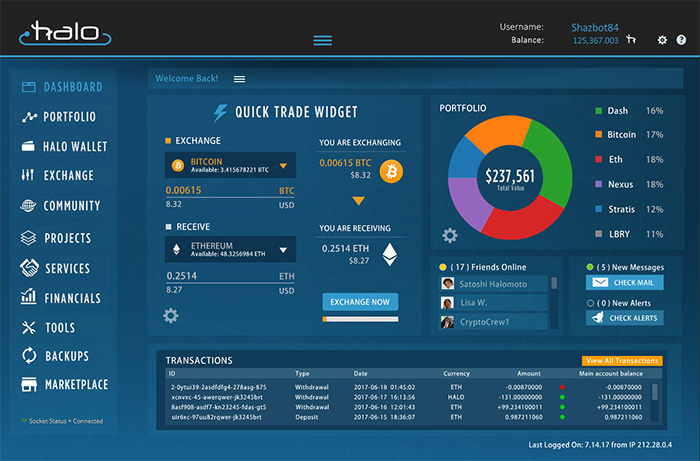 halo
Username: Shazbot84
Balance: 125,367.003
DASHBOARD
PORTFOLIO
HALO WALLET
EXCHANGE
COMMUNITY
PROJECTS
SERVICES
FINANCIALS
TOOLS
BACKUPS
MARKETPLACE
Socket Status = Connected
Welcome Back!
QUICK TRADE WIDGET
EXCHANGE
BITCOIN
Available: 3.415678221 BTC
0.00615 BTC
8.32 USD
RECEIVE
ETHEREUM
Available: 48.3256984 ETH
0.2514 ETH
8.27 USD
YOU ARE EXCHANGING
0.00615 BTC
$8.32
YOU ARE RECEIVING
0.2514 ETH
$8.27
EXCHANGE NOW
PORTFOLIO
$237,561
Total Value
Dash 16%
Bitcoin 17%
Eth 18%
Nexus 18%
Stratis 12%
LBRY 11%
( 17 ) Friends Online
Satoshi Halomoto
Lisa W.
CryptoCrew1
( 5 ) New Messages
CHECK MAIL
( 0 ) New Alerts
CHECK ALERTS
TRANSACTIONS
View All Transactions
ID Type Date Currency Amount Main account balance
2-0ytui39-2asdfdfg4-278asg-875 Withdrawal 2017-06-18 01:45:02 ETH -0.00870000 -0.00870000
xcnvxc-45-awerqwer-jk3245brt Withdrawal 2017-06-17 16:13:56 HALO -131.00000000 -131.00000000
8asf908-asdf7-kn23245-fdas-gt5 Withdrawal 2017-06-16 12:01:43 ETH +99.234100011 +99.234100011
uir6xc-97uu82rqwer-jk3245brt Deposit 2017-06-15 18:36:07 ETH 0.987211060 0.987211060
Last Logged On: 7.14.17 from IP 212.28.0.4